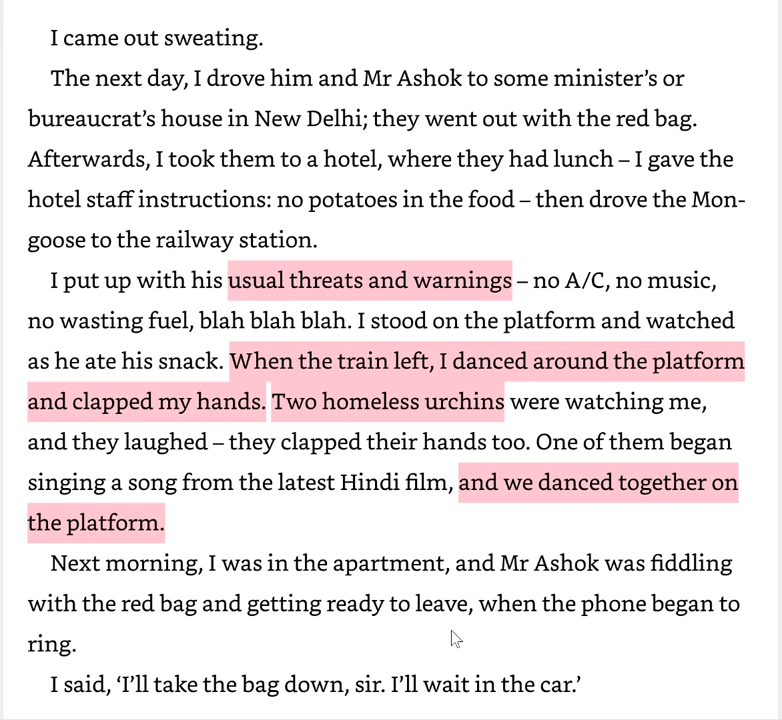 I came out sweating.
The next day, I drove him and Mr Ashok to some minister’s or
bureaucrat’s house in New Delhi; they went out with the red bag.
Afterwards, I took them to a hotel, where they had lunch – I gave the
hotel staff instructions: no potatoes in the food – then drove the Mon-
goose to the railway station.
I put up with his usual threats and warnings – no A/C, no music,
no wasting fuel, blah blah blah. I stood on the platform and watched
as he ate his snack. When the train left, I danced around the platform
and clapped my hands. Two homeless urchins were watching me,
and they laughed – they clapped their hands too. One of them began
singing a song from the latest Hindi film, and we danced together on
the platform.
Next morning, I was in the apartment, and Mr Ashok was fiddling
with the red bag and getting ready to leave, when the phone began to
ring.
I said, ‘I’ll take the bag down, sir. I’ll wait in the car.’